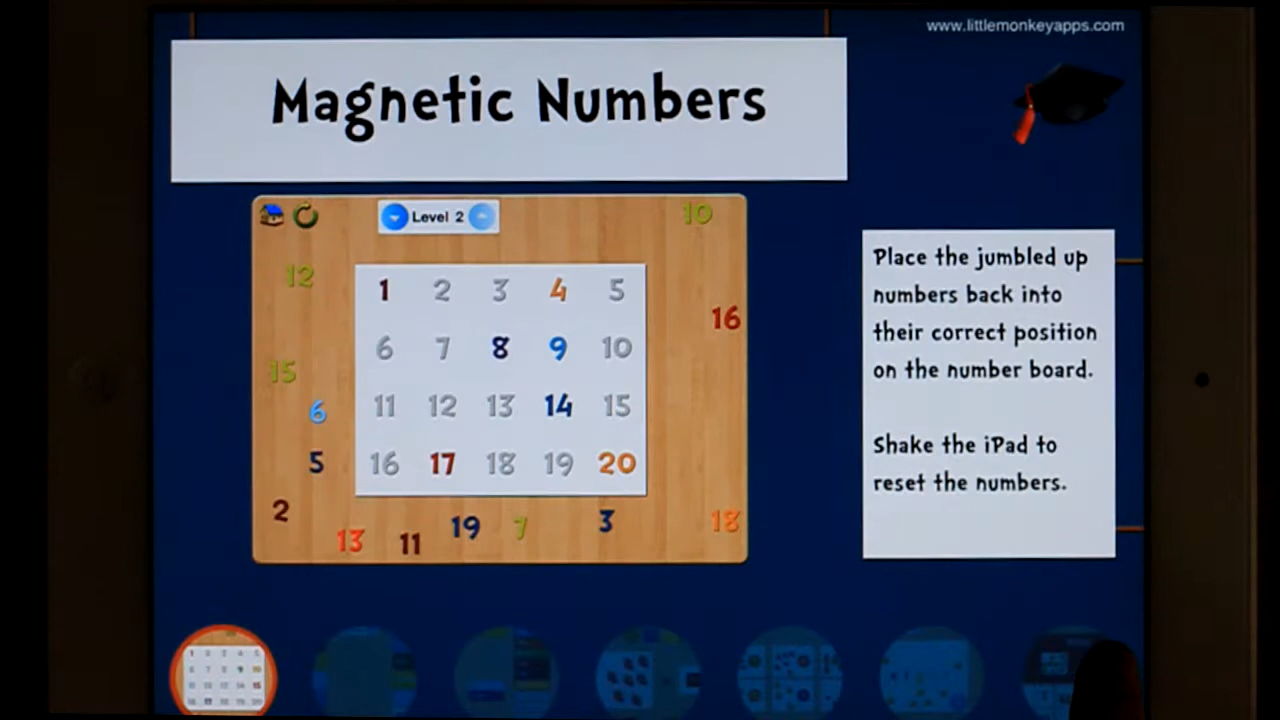 www.littlemonkeyapps.com
Magnetic Numbers
Level 2
10
12
1 2 3 4 5
16
6 7 8 9 10
15
11 12 13 14 15
6
16 17 18 19 20
5
2
13 11 19 7 3 18
Place the jumbled up
numbers back into
their correct position
on the number board.
Shake the iPad to
reset the numbers.